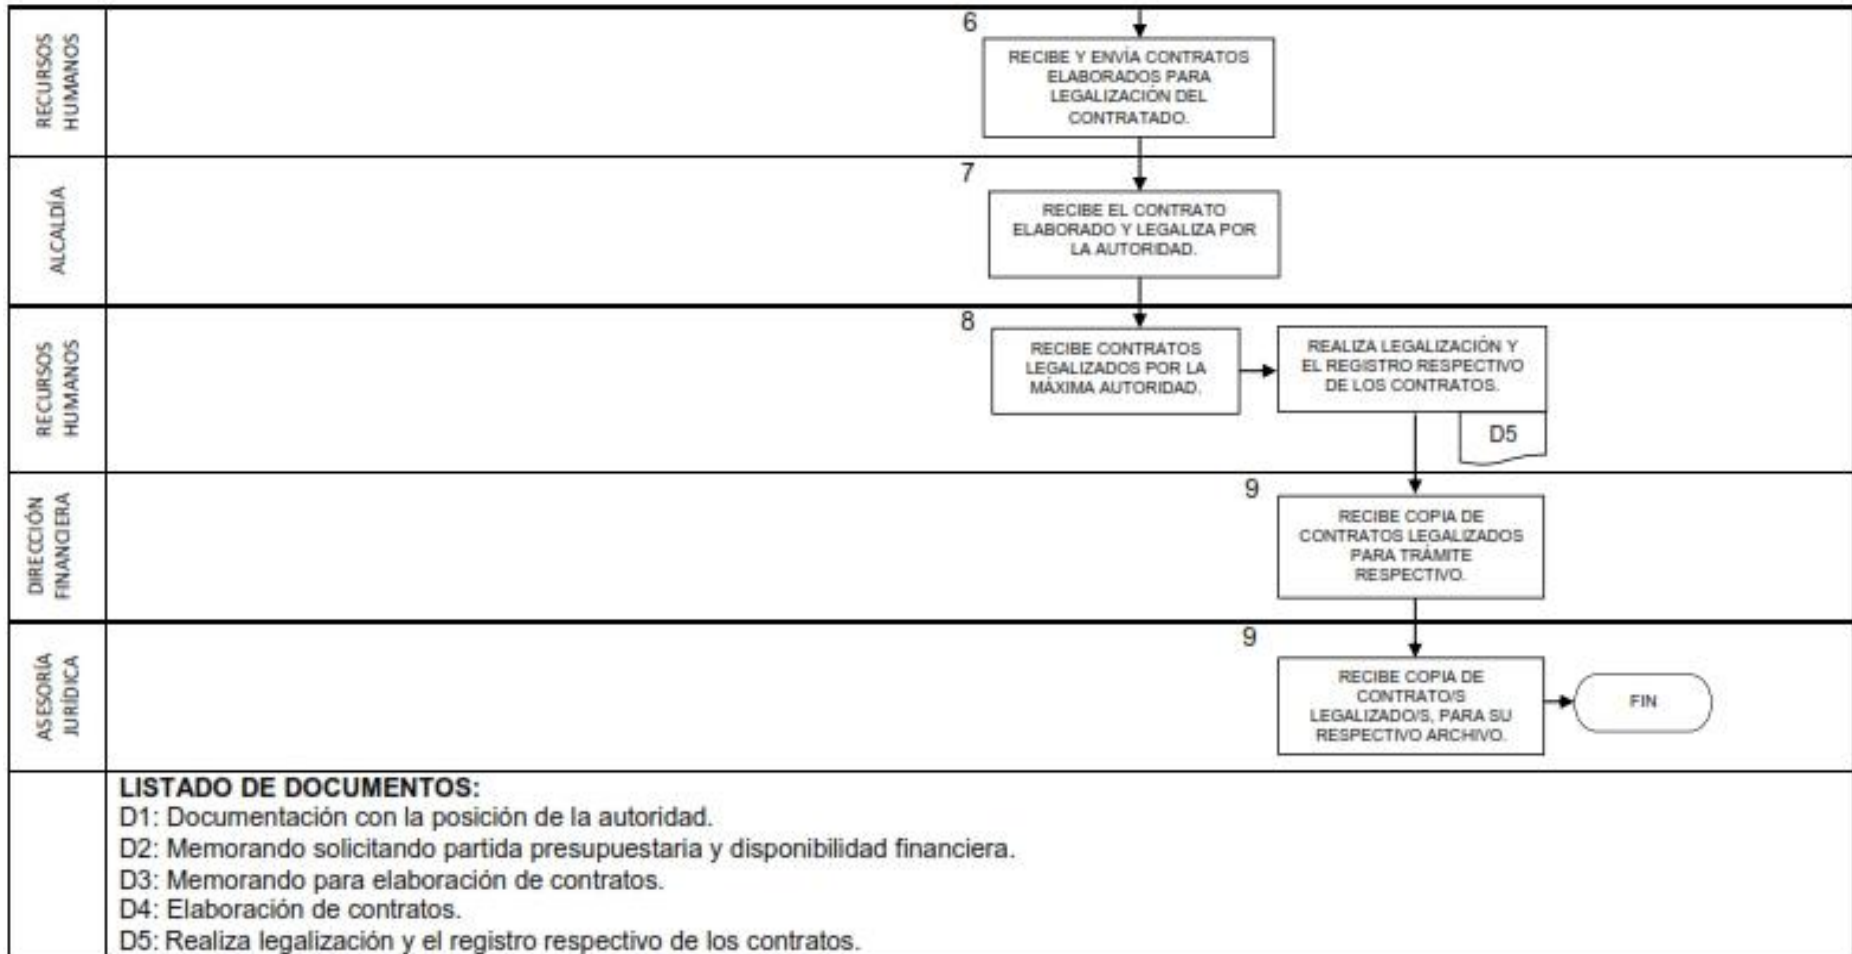 RECURSOS
HUMANOS
6
RECIBE Y ENVÍA CONTRATOS
ELABORADOS PARA
LEGALIZACIÓN DEL
CONTRATADO.
ALCALDÍA
7
RECIBE EL CONTRATO
ELABORADO Y LEGALIZA POR
LA AUTORIDAD.
RECURSOS
HUMANOS
8
RECIBE CONTRATOS
LEGALIZADOS POR LA
MÁXIMA AUTORIDAD.
REALIZA LEGALIZACIÓN Y
EL REGISTRO RESPECTIVO
DE LOS CONTRATOS.
D5
DIRECCIÓN
FINANCIERA
9
RECIBE COPIA DE
CONTRATOS LEGALIZADOS
PARA TRÁMITE
RESPECTIVO.
ASESORÍA
JURÍDICA
9
RECIBE COPIA DE
CONTRATO/S
LEGALIZADO/S, PARA SU
RESPECTIVO ARCHIVO.
FIN
LISTADO DE DOCUMENTOS:
D1: Documentación con la posición de la autoridad.
D2: Memorando solicitando partida presupuestaria y disponibilidad financiera.
D3: Memorando para elaboración de contratos.
D4: Elaboración de contratos.
D5: Realiza legalización y el registro respectivo de los contratos.